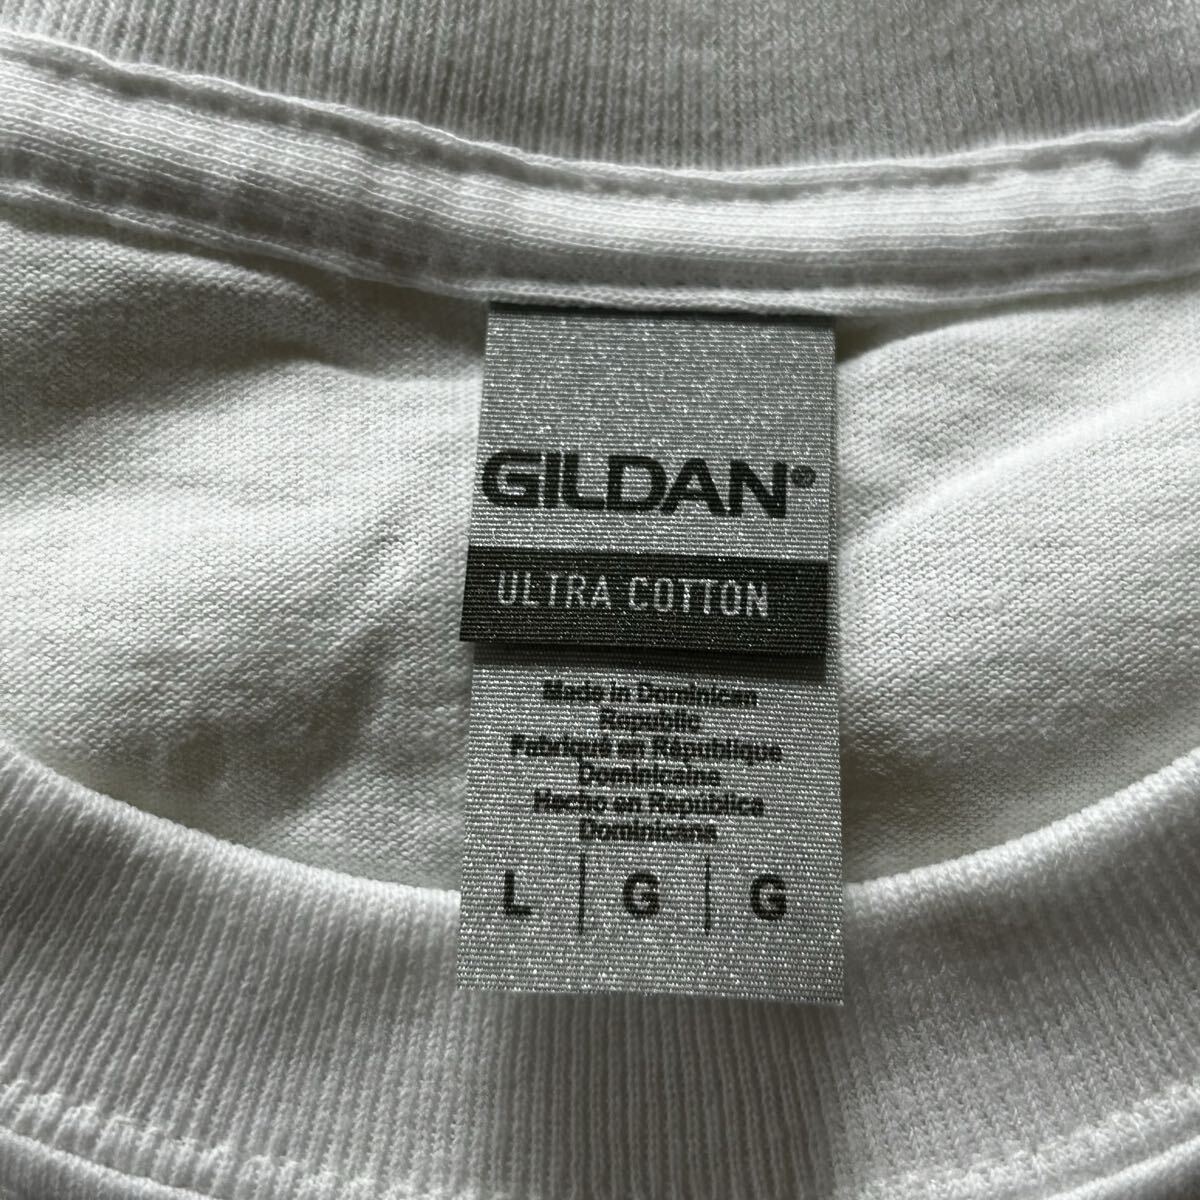 GILDAN®
ULTRA COTTON
Made in Dominican
Republic
Fabriqué en République
Dominicaine
Hecho en República
Dominicana
L | G | G